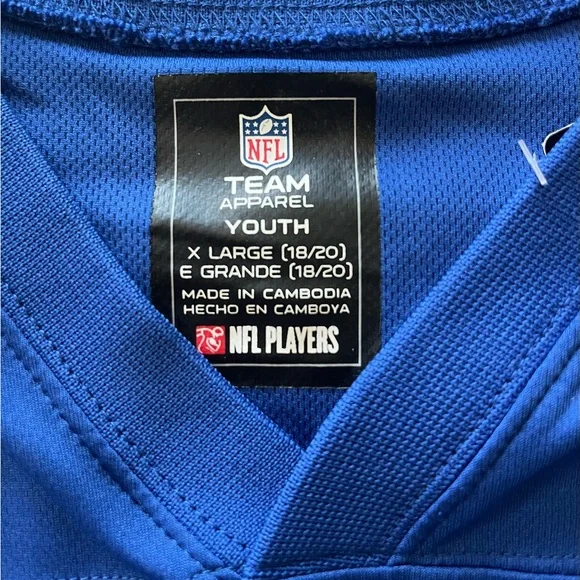 NFL
TEAM
APPAREL
YOUTH
X LARGE (18/20)
E GRANDE (18/20)
MADE IN CAMBODIA
HECHO EN CAMBOYA
NFL PLAYERS